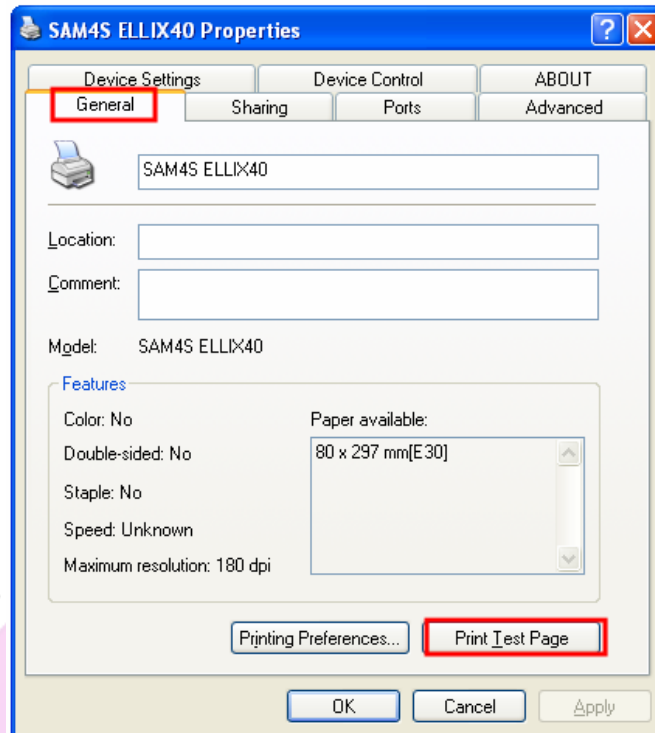 SAM4S ELLIX40 Properties
Device Settings Device Control ABOUT
General Sharing Ports Advanced
SAM4S ELLIX40
Location:
Comment:
Model: SAM4S ELLIX40
Features
Color: No Paper available:
Double-sided: No 80 x 297 mm[E30]
Staple: No
Speed: Unknown
Maximum resolution: 180 dpi
Printing Preferences... Print Test Page
OK Cancel Apply